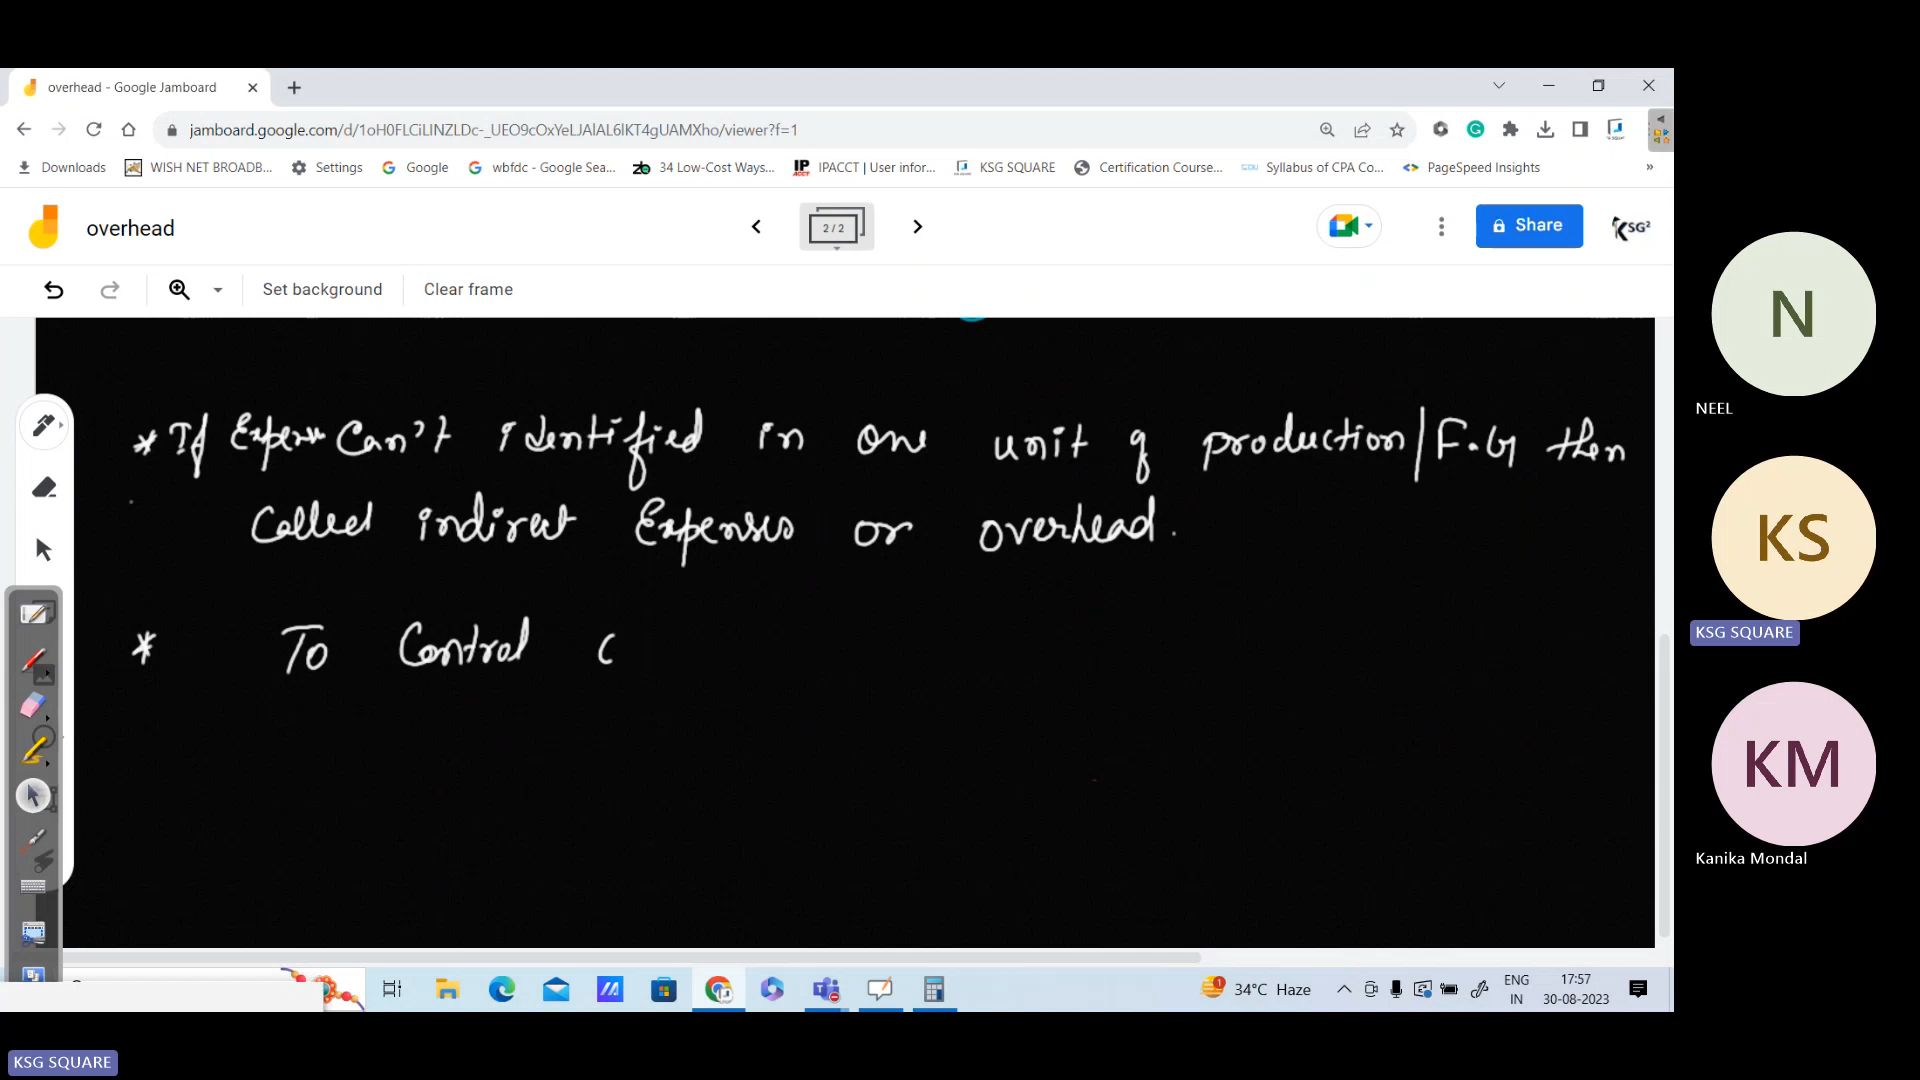 overhead - Google Jamboard
jamboard.google.com/d/1oH0FLCiLINZLDc-_UEO9cOxYeLJAlAL6lKT4gUAMXho/viewer?f=1
Downloads WISH NET BROADB... Settings Google wbfdc - Google Sea... 34 Low-Cost Ways... IPACCT | User infor... KSG SQUARE Certification Course... Syllabus of CPA Co... PageSpeed Insights »
overhead 2 / 2 Share KSG²
Set background Clear frame
* If Expense Can't identified in one unit of production/F.G then
Called indirect Expenses or overhead.
* To Control C
N
NEEL
KS
KSG SQUARE
KM
Kanika Mondal
34°C Haze ENG IN 17:57 30-08-2023
KSG SQUARE